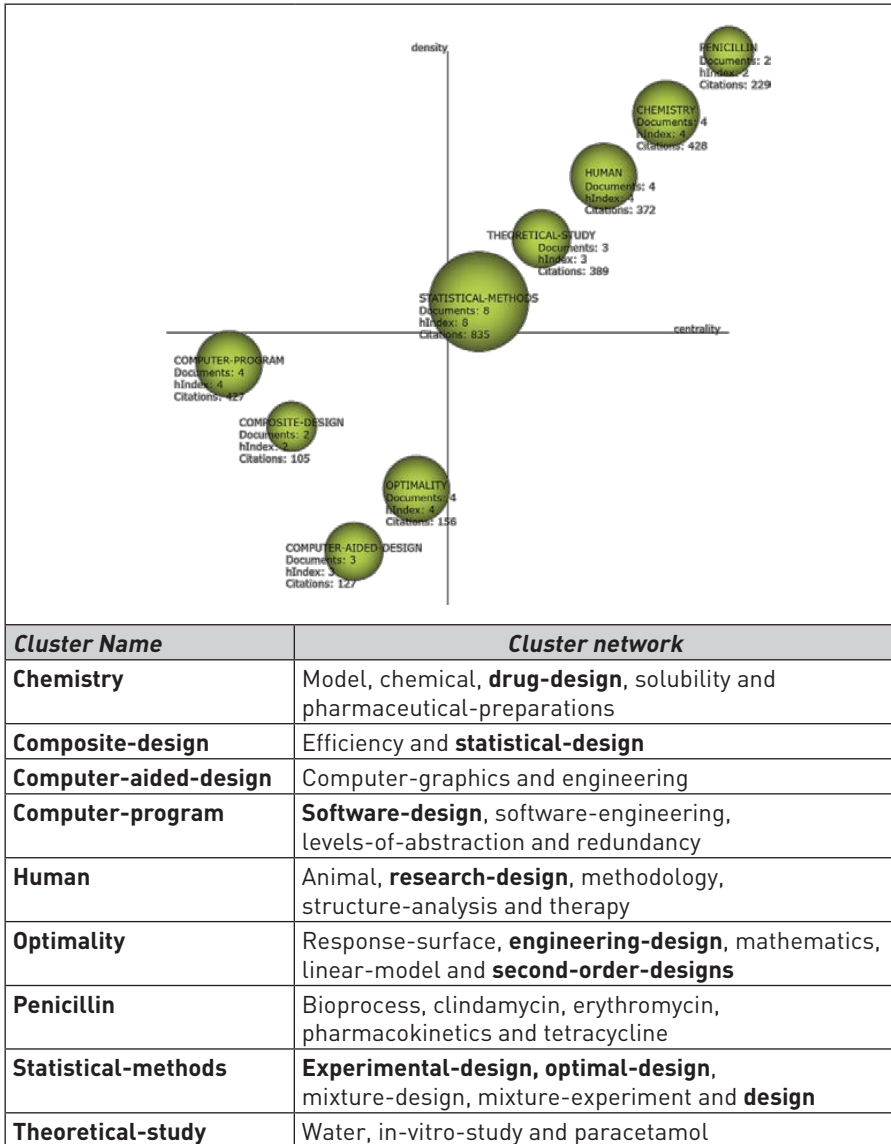 density
PENICILLIN
Documents: 2
hIndex: 2
Citations: 229
CHEMISTRY
Documents: 4
hIndex: 4
Citations: 428
HUMAN
Documents: 4
hIndex: 4
Citations: 372
THEORETICAL-STUDY
Documents: 3
hIndex: 3
Citations: 389
STATISTICAL-METHODS
Documents: 8
hIndex: 8
Citations: 835
centrality
COMPUTER-PROGRAM
Documents: 4
hIndex: 4
Citations: 427
COMPOSITE-DESIGN
Documents: 2
hIndex: 2
Citations: 105
OPTIMALITY
Documents: 4
hIndex: 4
Citations: 156
COMPUTER-AIDED-DESIGN
Documents: 3
hIndex: 3
Citations: 127
Cluster Name Cluster network
Chemistry Model, chemical, drug-design, solubility and
pharmaceutical-preparations
Composite-design Efficiency and statistical-design
Computer-aided-design Computer-graphics and engineering
Computer-program Software-design, software-engineering,
levels-of-abstraction and redundancy
Human Animal, research-design, methodology,
structure-analysis and therapy
Optimality Response-surface, engineering-design, mathematics,
linear-model and second-order-designs
Penicillin Bioprocess, clindamycin, erythromycin,
pharmacokinetics and tetracycline
Statistical-methods Experimental-design, optimal-design,
mixture-design, mixture-experiment and design
Theoretical-study Water, in-vitro-study and paracetamol